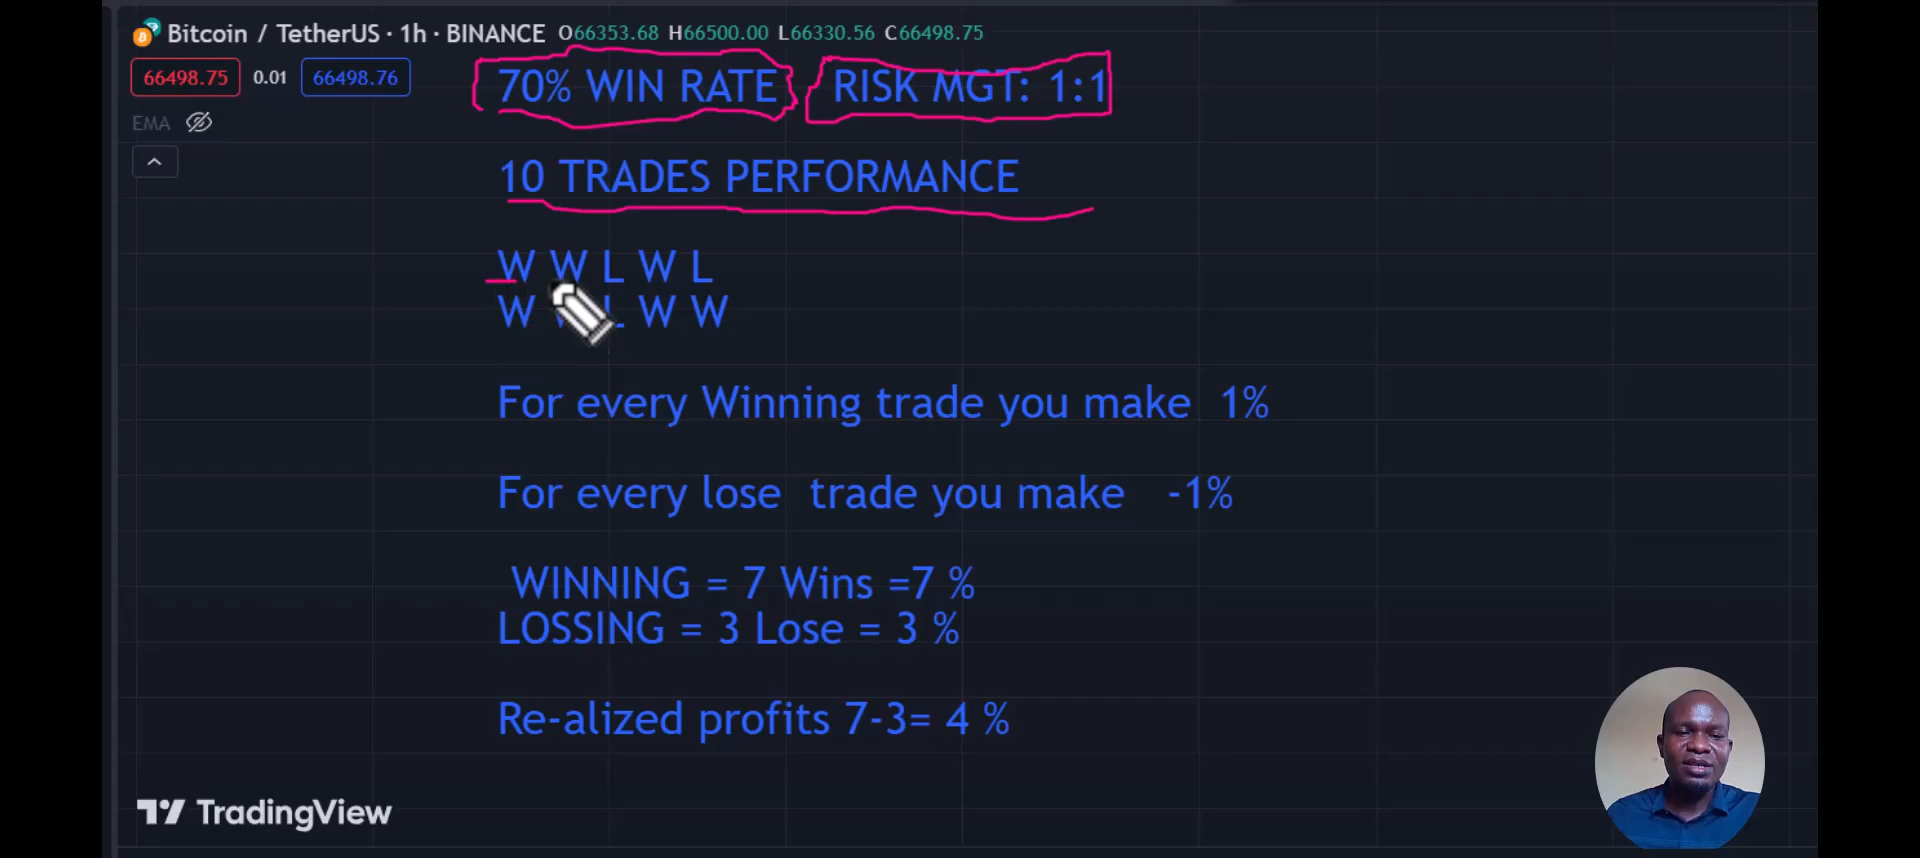 Bitcoin / TetherUS · 1h · BINANCE O66353.68 H66500.00 L66330.56 C66498.75
66498.75 0.01 66498.76
70% WIN RATE RISK MGT: 1:1
EMA
10 TRADES PERFORMANCE
W W L W L
W W L W W
For every Winning trade you make 1%
For every lose trade you make -1%
WINNING = 7 Wins =7 %
LOSSING = 3 Lose = 3 %
Re-alized profits 7-3= 4 %
TradingView